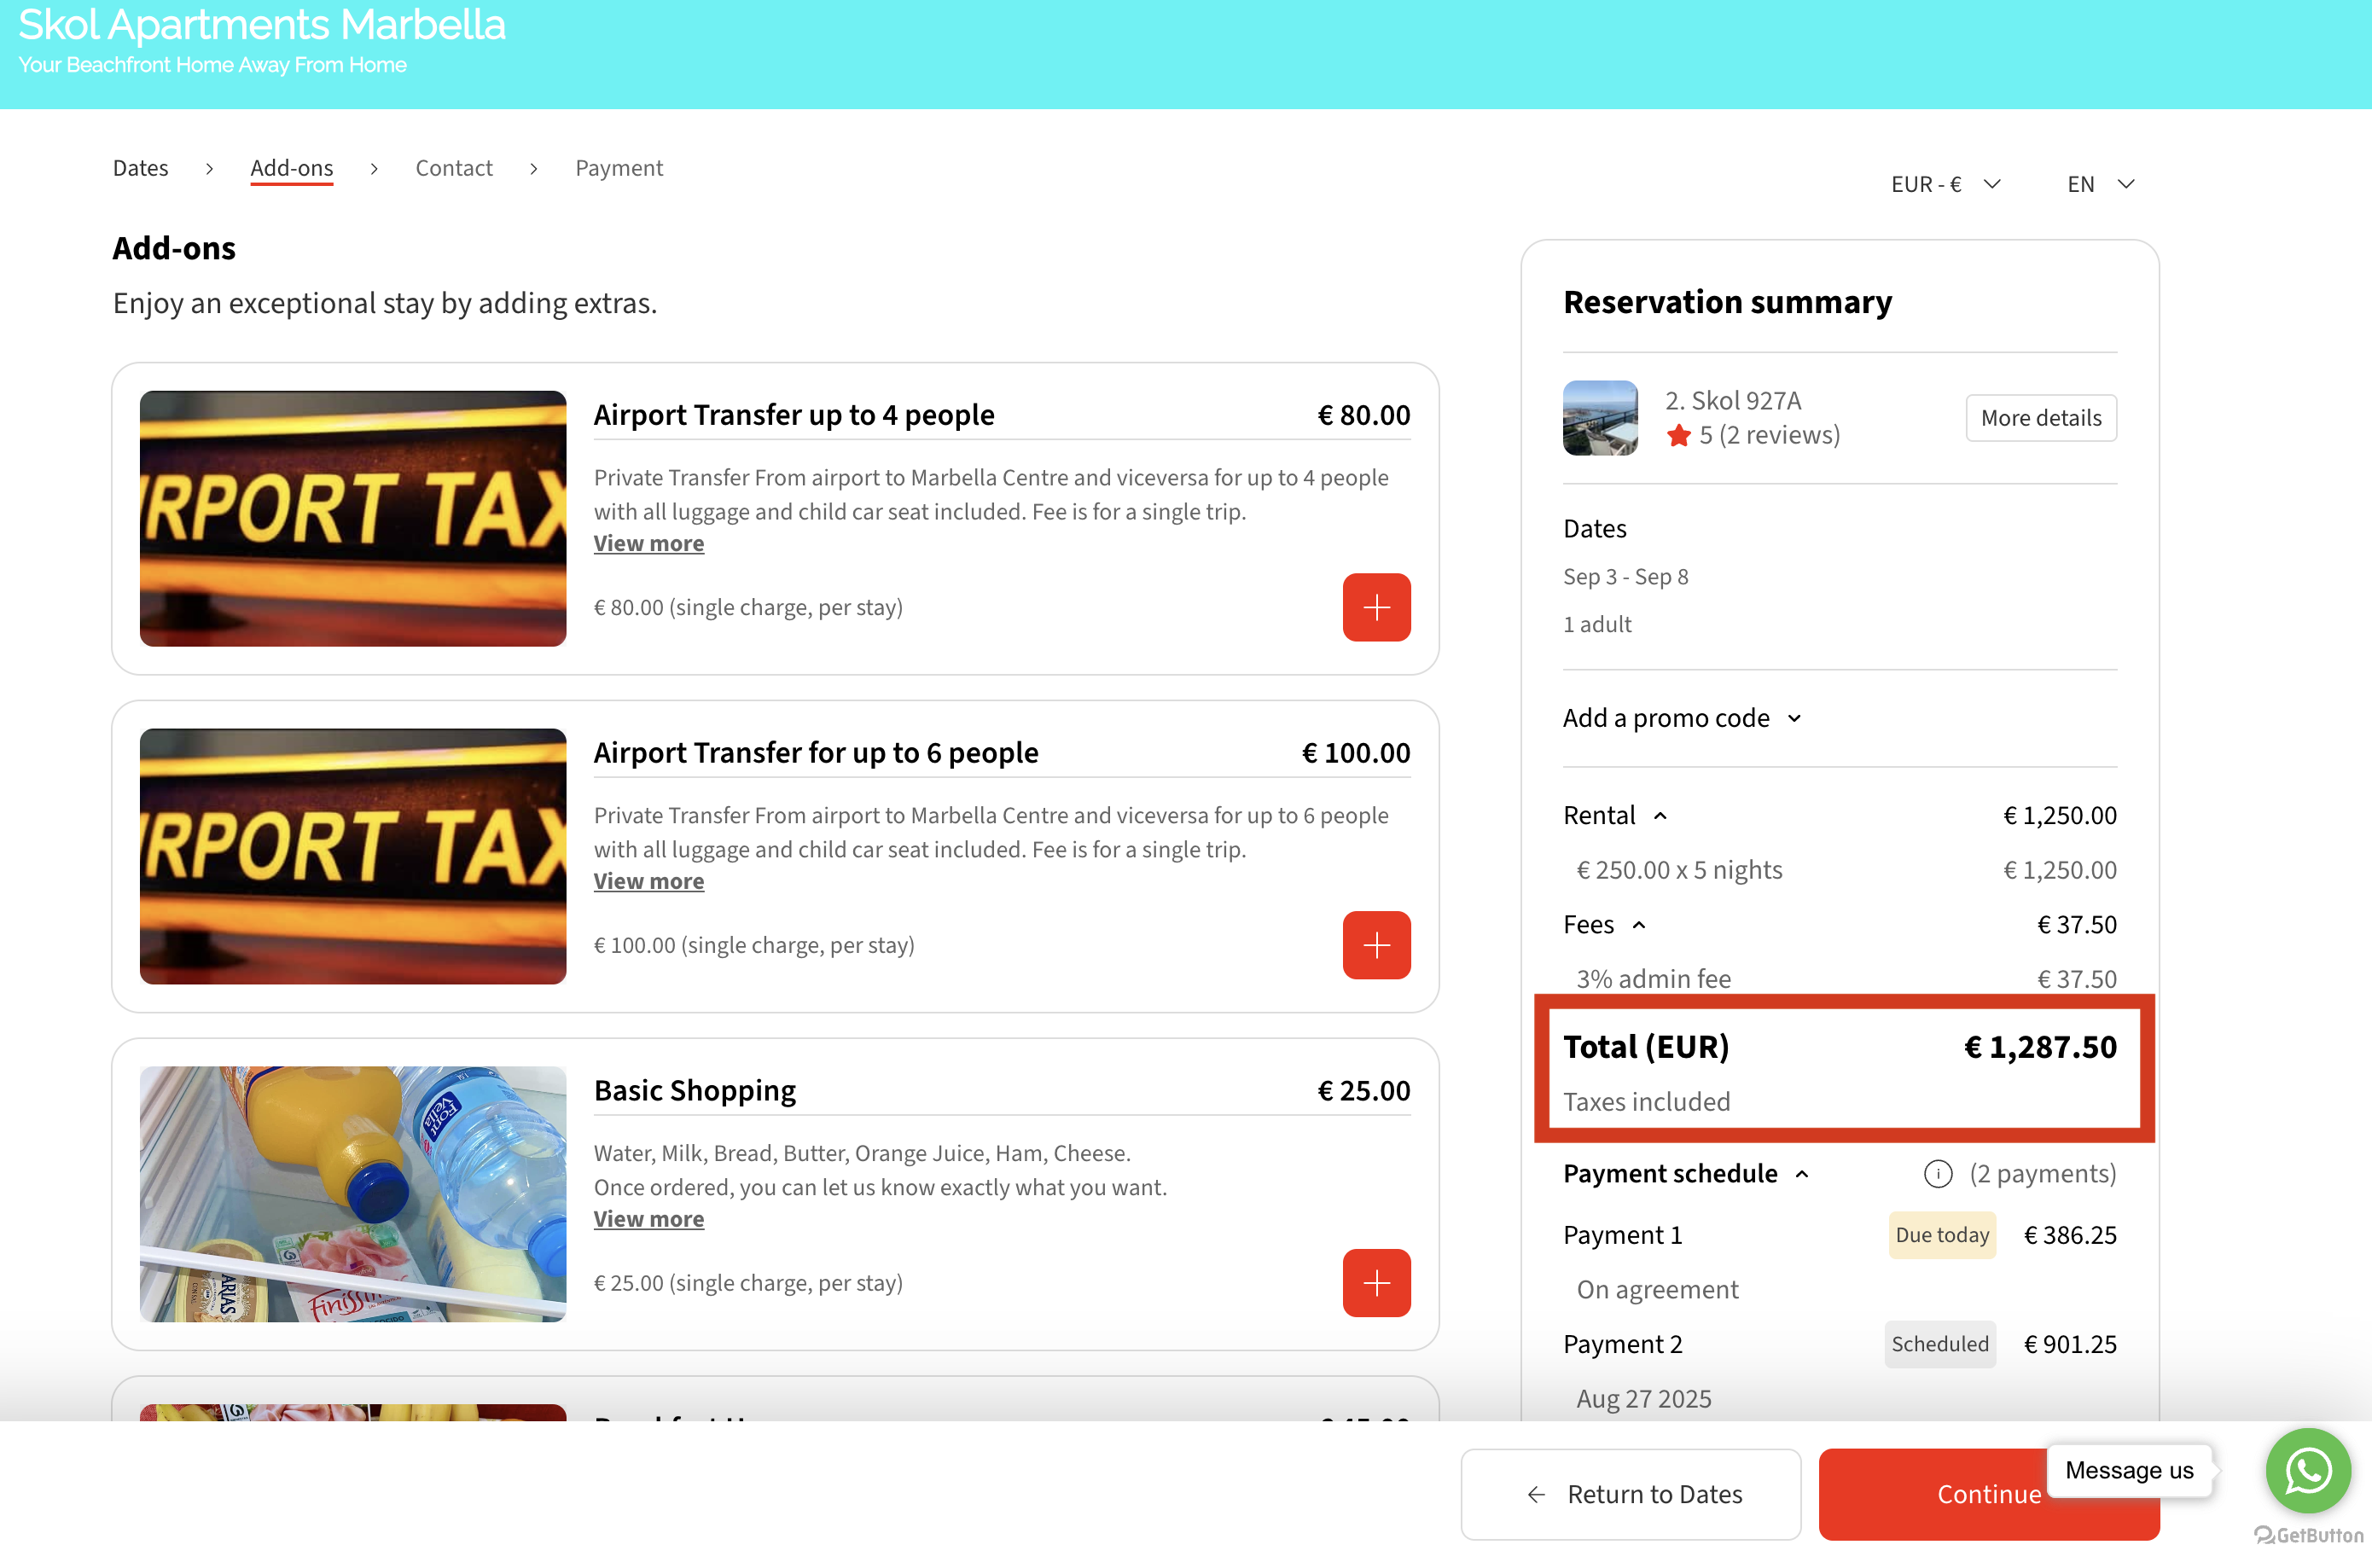 Skol Apartments Marbella
Your Beachfront Home Away From Home
Dates > Add-ons > Contact > Payment
EUR - € EN
Add-ons
Enjoy an exceptional stay by adding extras.
Airport Transfer up to 4 people € 80.00
Private Transfer From airport to Marbella Centre and viceversa for up to 4 people
with all luggage and child car seat included. Fee is for a single trip.
View more
€ 80.00 (single charge, per stay)
IRPORT TAX
Airport Transfer for up to 6 people € 100.00
Private Transfer From airport to Marbella Centre and viceversa for up to 6 people
with all luggage and child car seat included. Fee is for a single trip.
View more
€ 100.00 (single charge, per stay)
IRPORT TAX
Basic Shopping € 25.00
Water, Milk, Bread, Butter, Orange Juice, Ham, Cheese.
Once ordered, you can let us know exactly what you want.
View more
€ 25.00 (single charge, per stay)
Font
Vella
ARIAS
Finíss
Reservation summary
2. Skol 927A
5 (2 reviews)
More details
Dates
Sep 3 - Sep 8
1 adult
Add a promo code
Rental € 1,250.00
€ 250.00 x 5 nights € 1,250.00
Fees € 37.50
3% admin fee € 37.50
Total (EUR) € 1,287.50
Taxes included
Payment schedule (2 payments)
Payment 1 Due today € 386.25
On agreement
Payment 2 Scheduled € 901.25
Aug 27 2025
← Return to Dates
Continue
Message us
GetButton